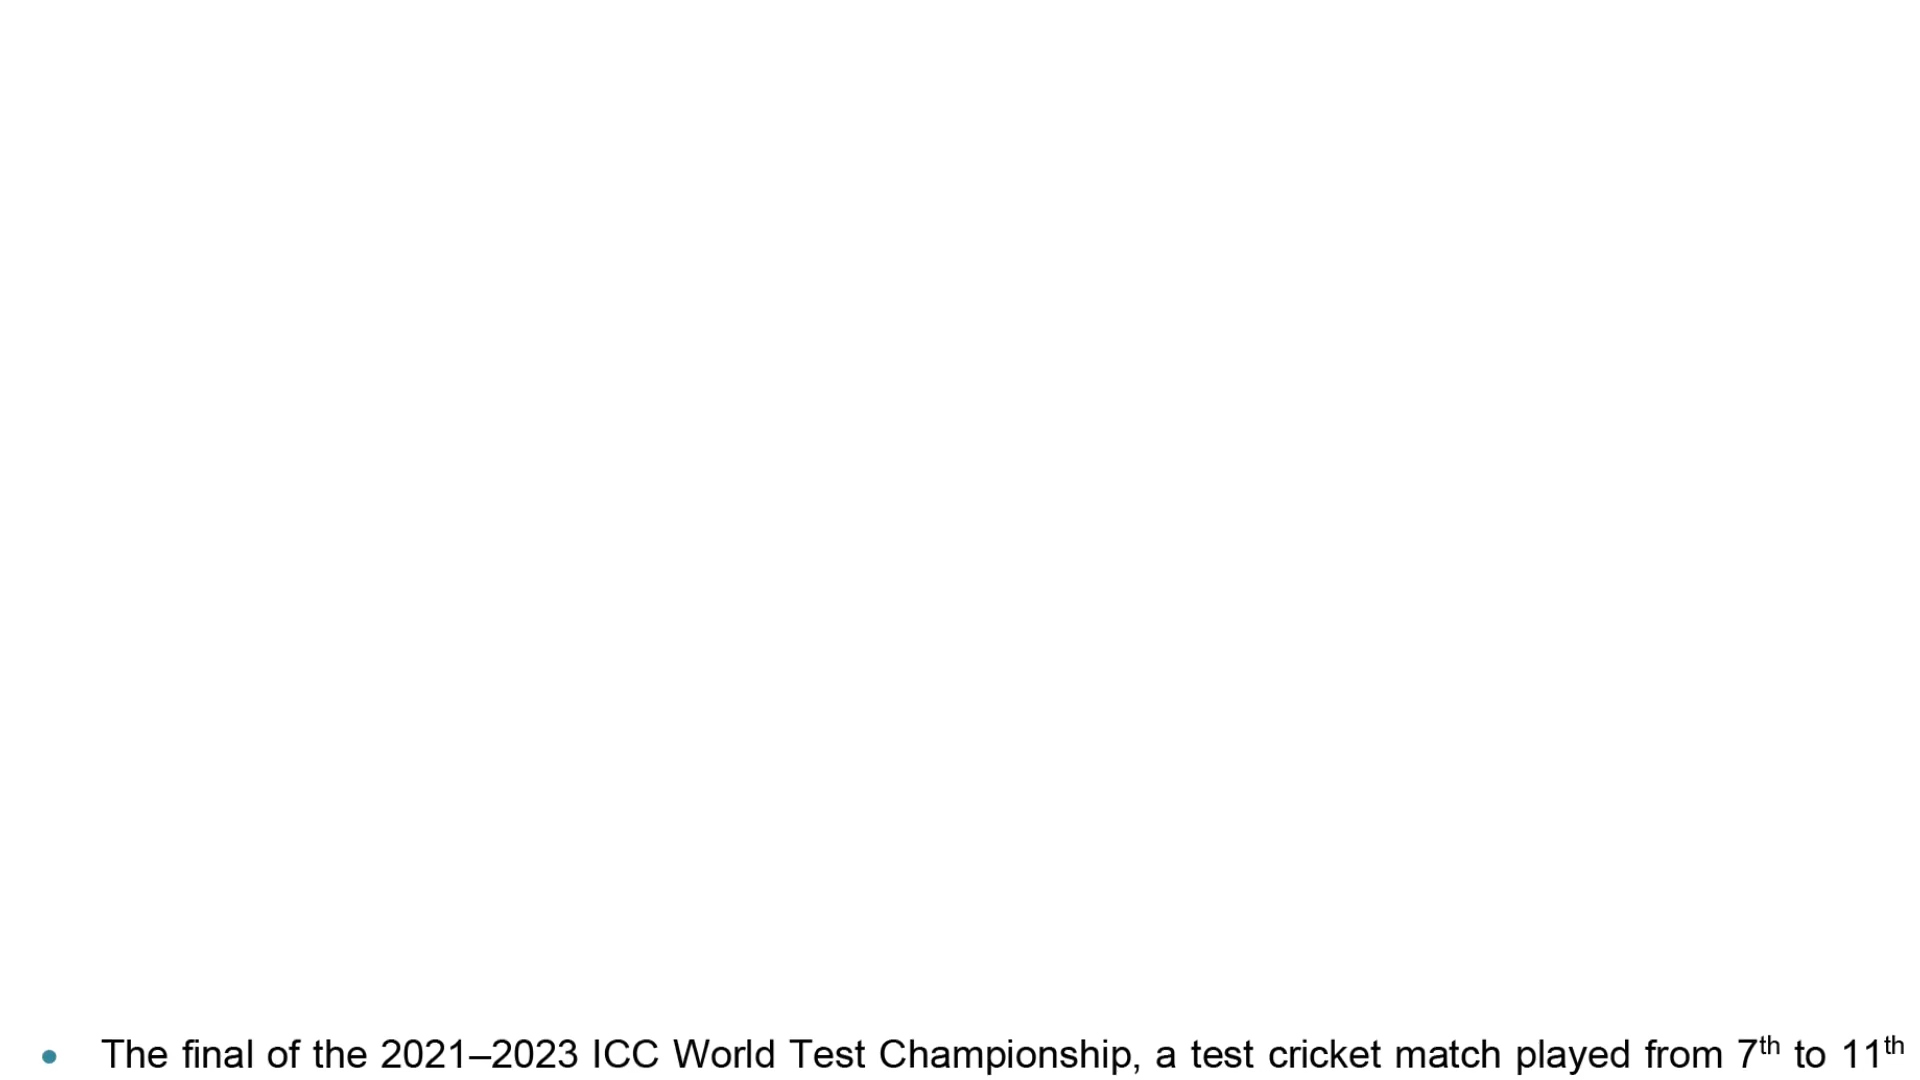 • The final of the 2021–2023 ICC World Test Championship, a test cricket match played from 7th to 11th